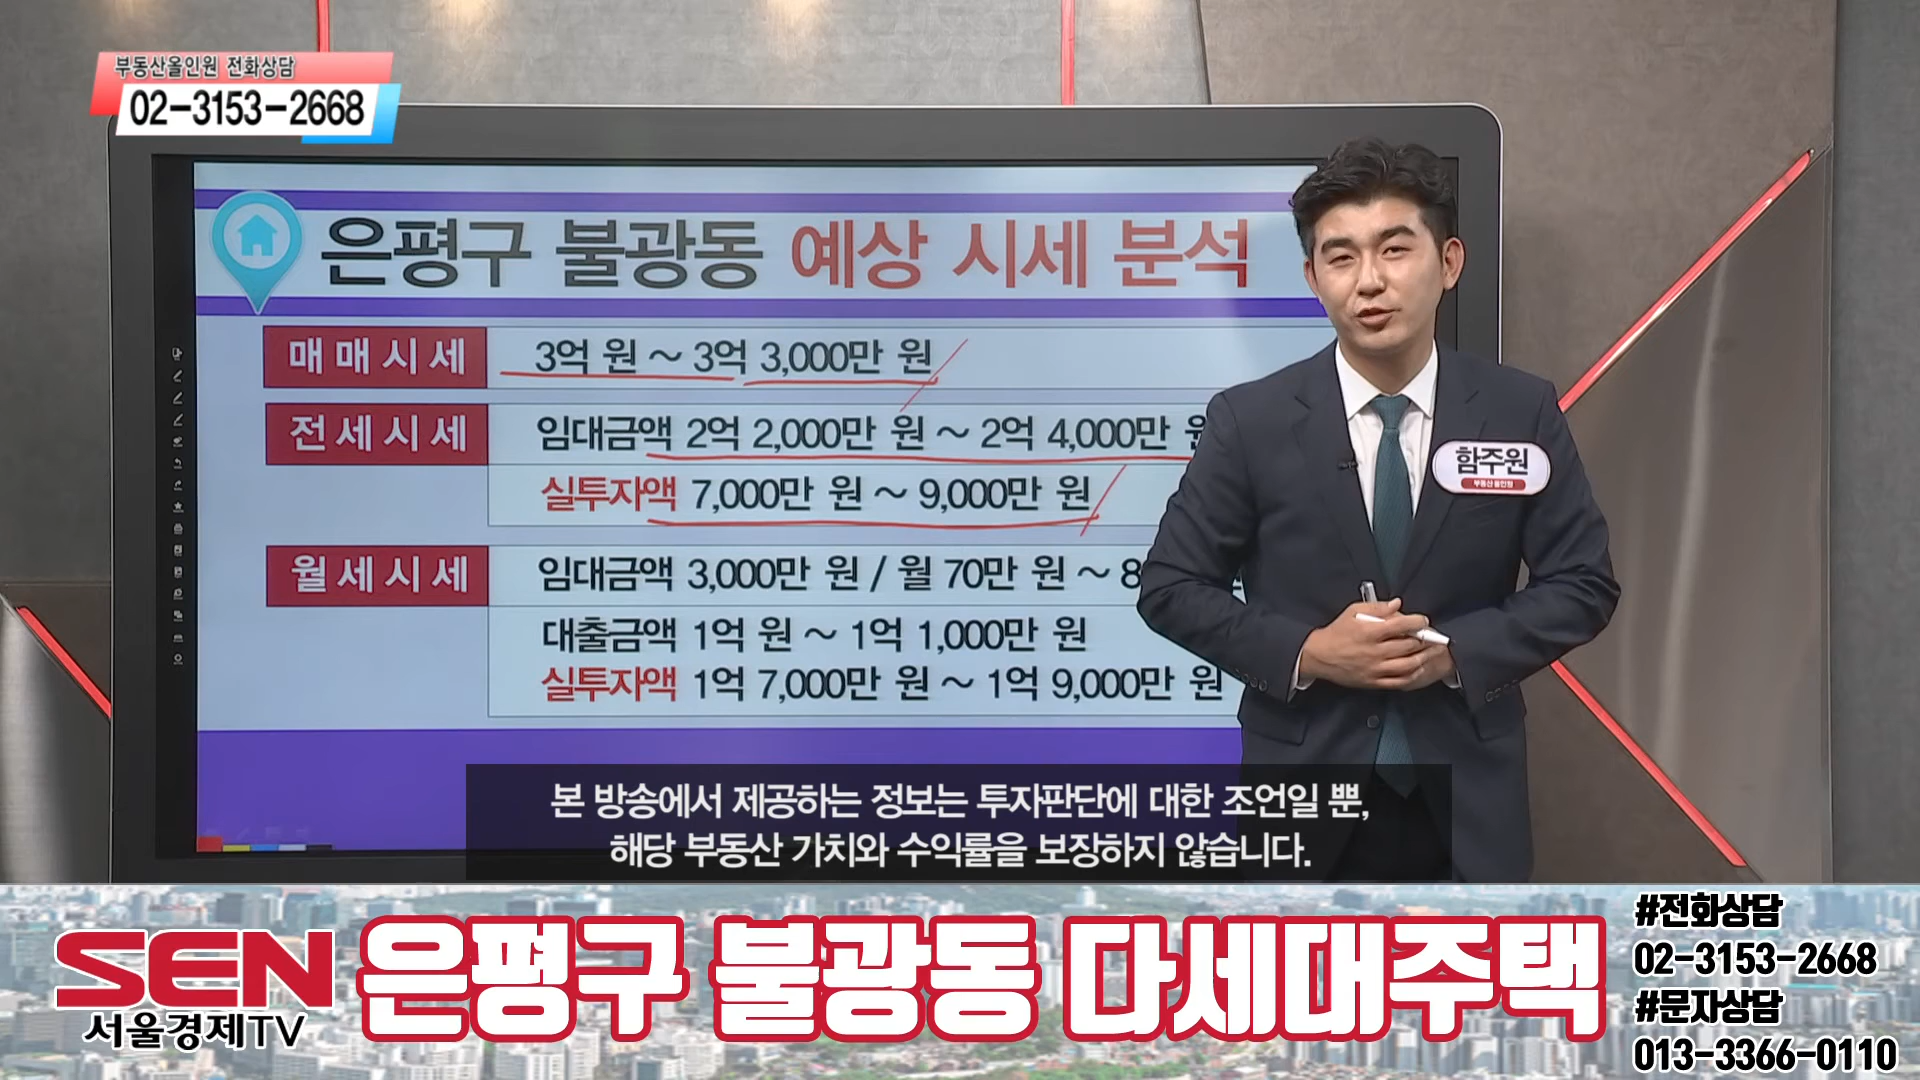 부동산올인원 전화상담
02-3153-2668
은평구 불광동 예상 시세 분석
매매시세
3억 원 ~ 3억 3,000만 원
전세시세
임대금액 2억 2,000만 원 ~ 2억 4,000만
실투자액 7,000만 원 ~ 9,000만 원
월세시세
임대금액 3,000만 원 / 월 70만 원 ~ 8
대출금액 1억 원 ~ 1억 1,000만 원
실투자액 1억 7,000만 원 ~ 1억 9,000만 원
함주원
부동산올인원
본 방송에서 제공하는 정보는 투자판단에 대한 조언일 뿐,
해당 부동산 가치와 수익률을 보장하지 않습니다.
SEN
서울경제TV
은평구 불광동 다세대주택
#전화상담
02-3153-2668
#문자상담
013-3366-0110